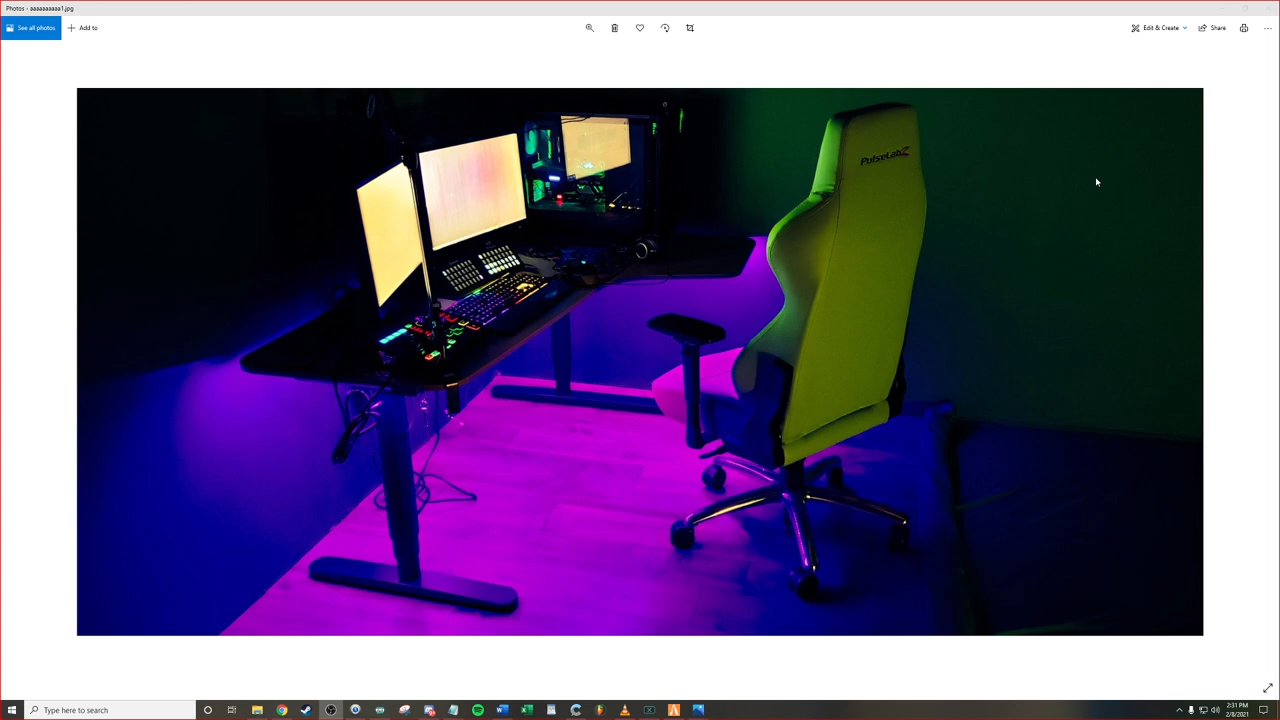 Photos - aaaaaaaaaa1.jpg
See all photos
Add to
Edit & Create
Share
PulseLabz
Type here to search
2:31 PM
2/8/2021